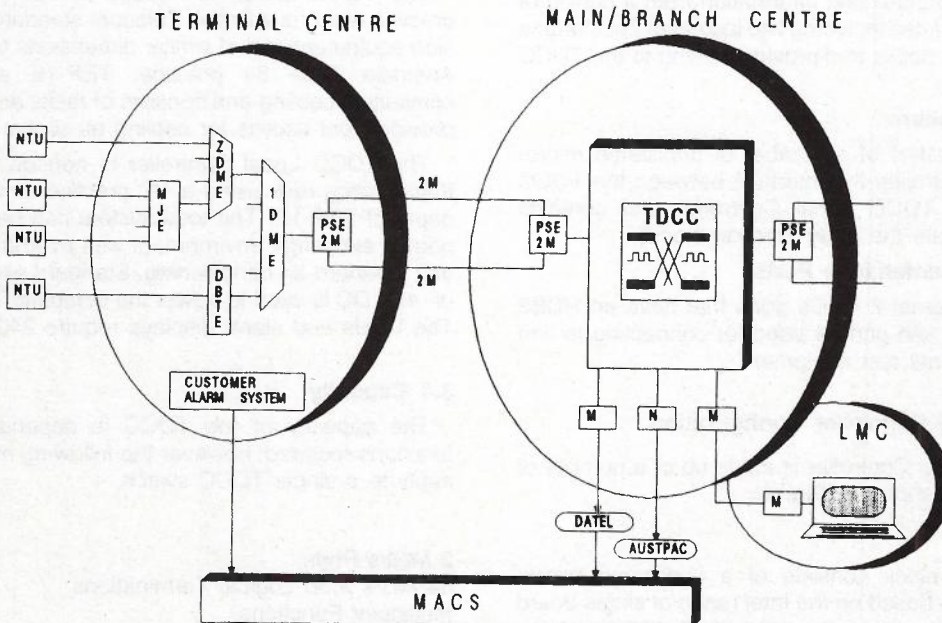 TERMINAL CENTRE
MAIN/BRANCH CENTRE
NTU
NTU
NTU
NTU
MJE
ZDME
DBTE
1DME
PSE
2M
2M
2M
CUSTOMER
ALARM SYSTEM
PSE
2M
TDCC
PSE
2M
M
N
M
LMC
M
DATEL
AUSTPAC
MACS